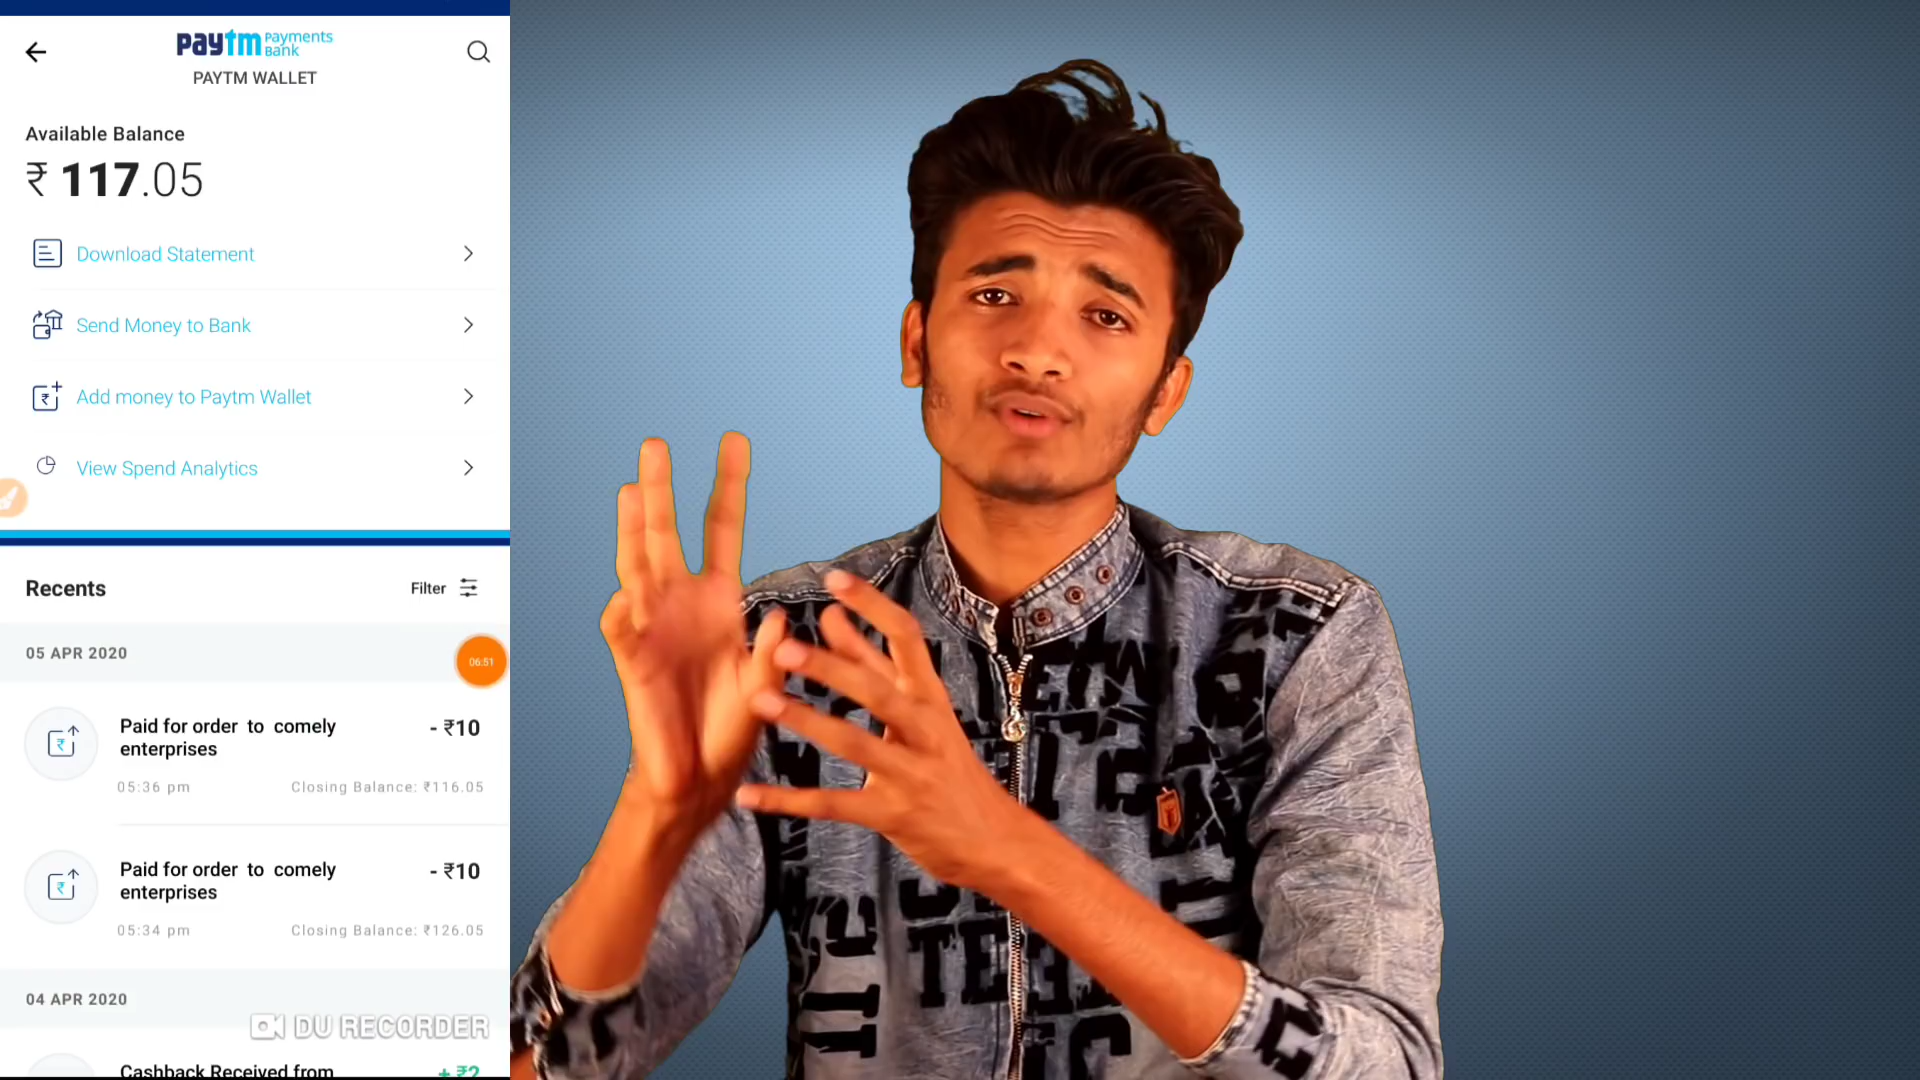 paytm Payments Bank
PAYTM WALLET
Available Balance
₹ 117.05
Download Statement
Send Money to Bank
Add money to Paytm Wallet
View Spend Analytics
Recents
Filter
05 APR 2020
06:51
Paid for order to comely
enterprises
- ₹10
05:36 pm
Closing Balance: ₹116.05
Paid for order to comely
enterprises
- ₹10
05:34 pm
Closing Balance: ₹126.05
04 APR 2020
DU RECORDER
Cashback Received from
+ ₹2